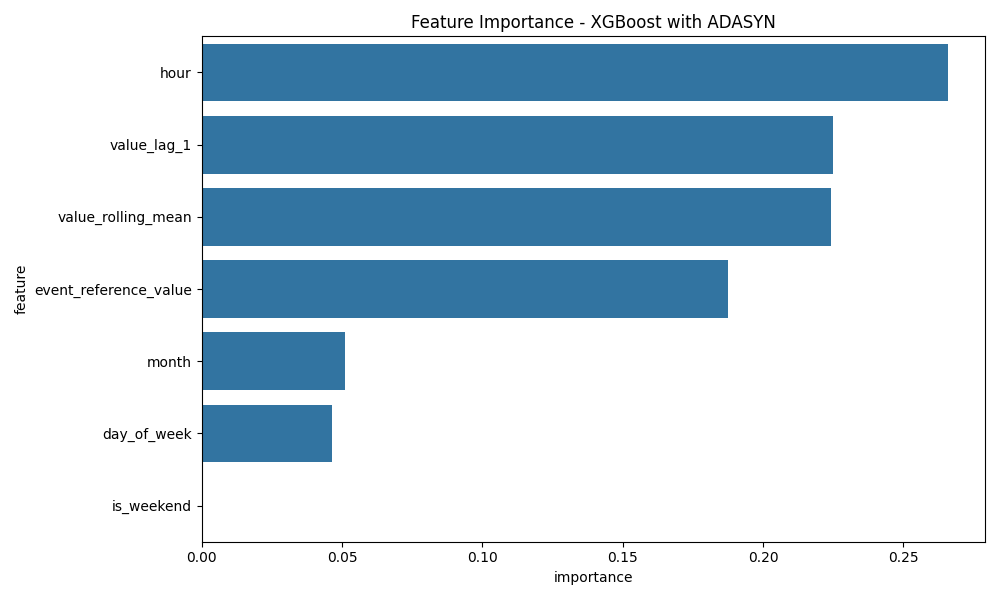 Feature Importance - XGBoost with ADASYN
feature
hour
value_lag_1
value_rolling_mean
event_reference_value
month
day_of_week
is_weekend
0.00 0.05 0.10 0.15 0.20 0.25
importance